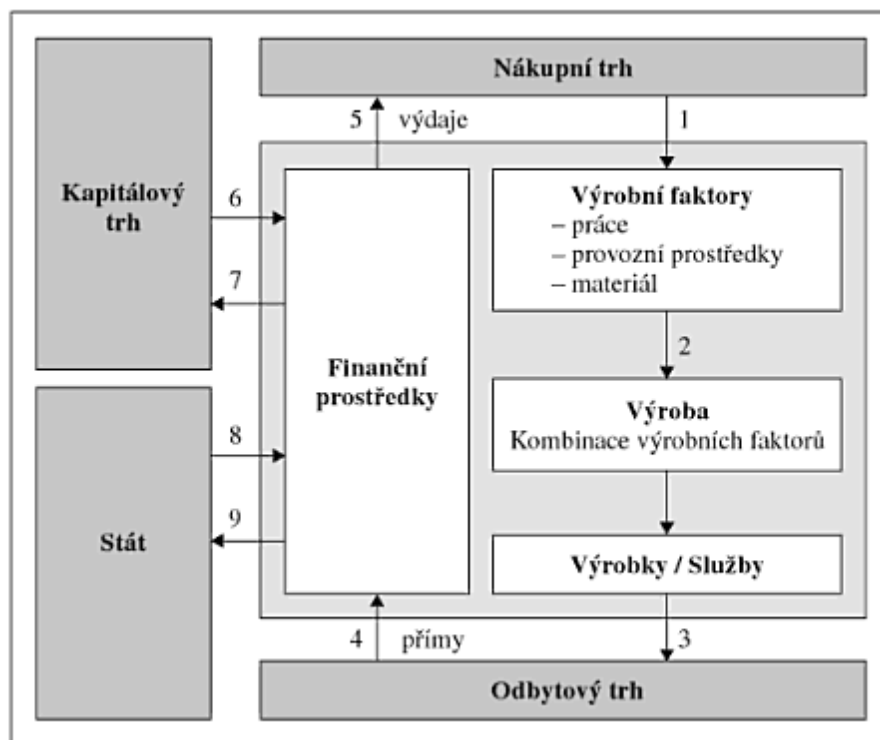 Nákupní trh
5 výdaje
1
Kapitálový
trh
6
7
Výrobní faktory
– práce
– provozní prostředky
– materiál
2
Finanční
prostředky
Výroba
Kombinace výrobních faktorů
Stát
8
9
Výrobky / Služby
4 přímy
3
Odbytový trh